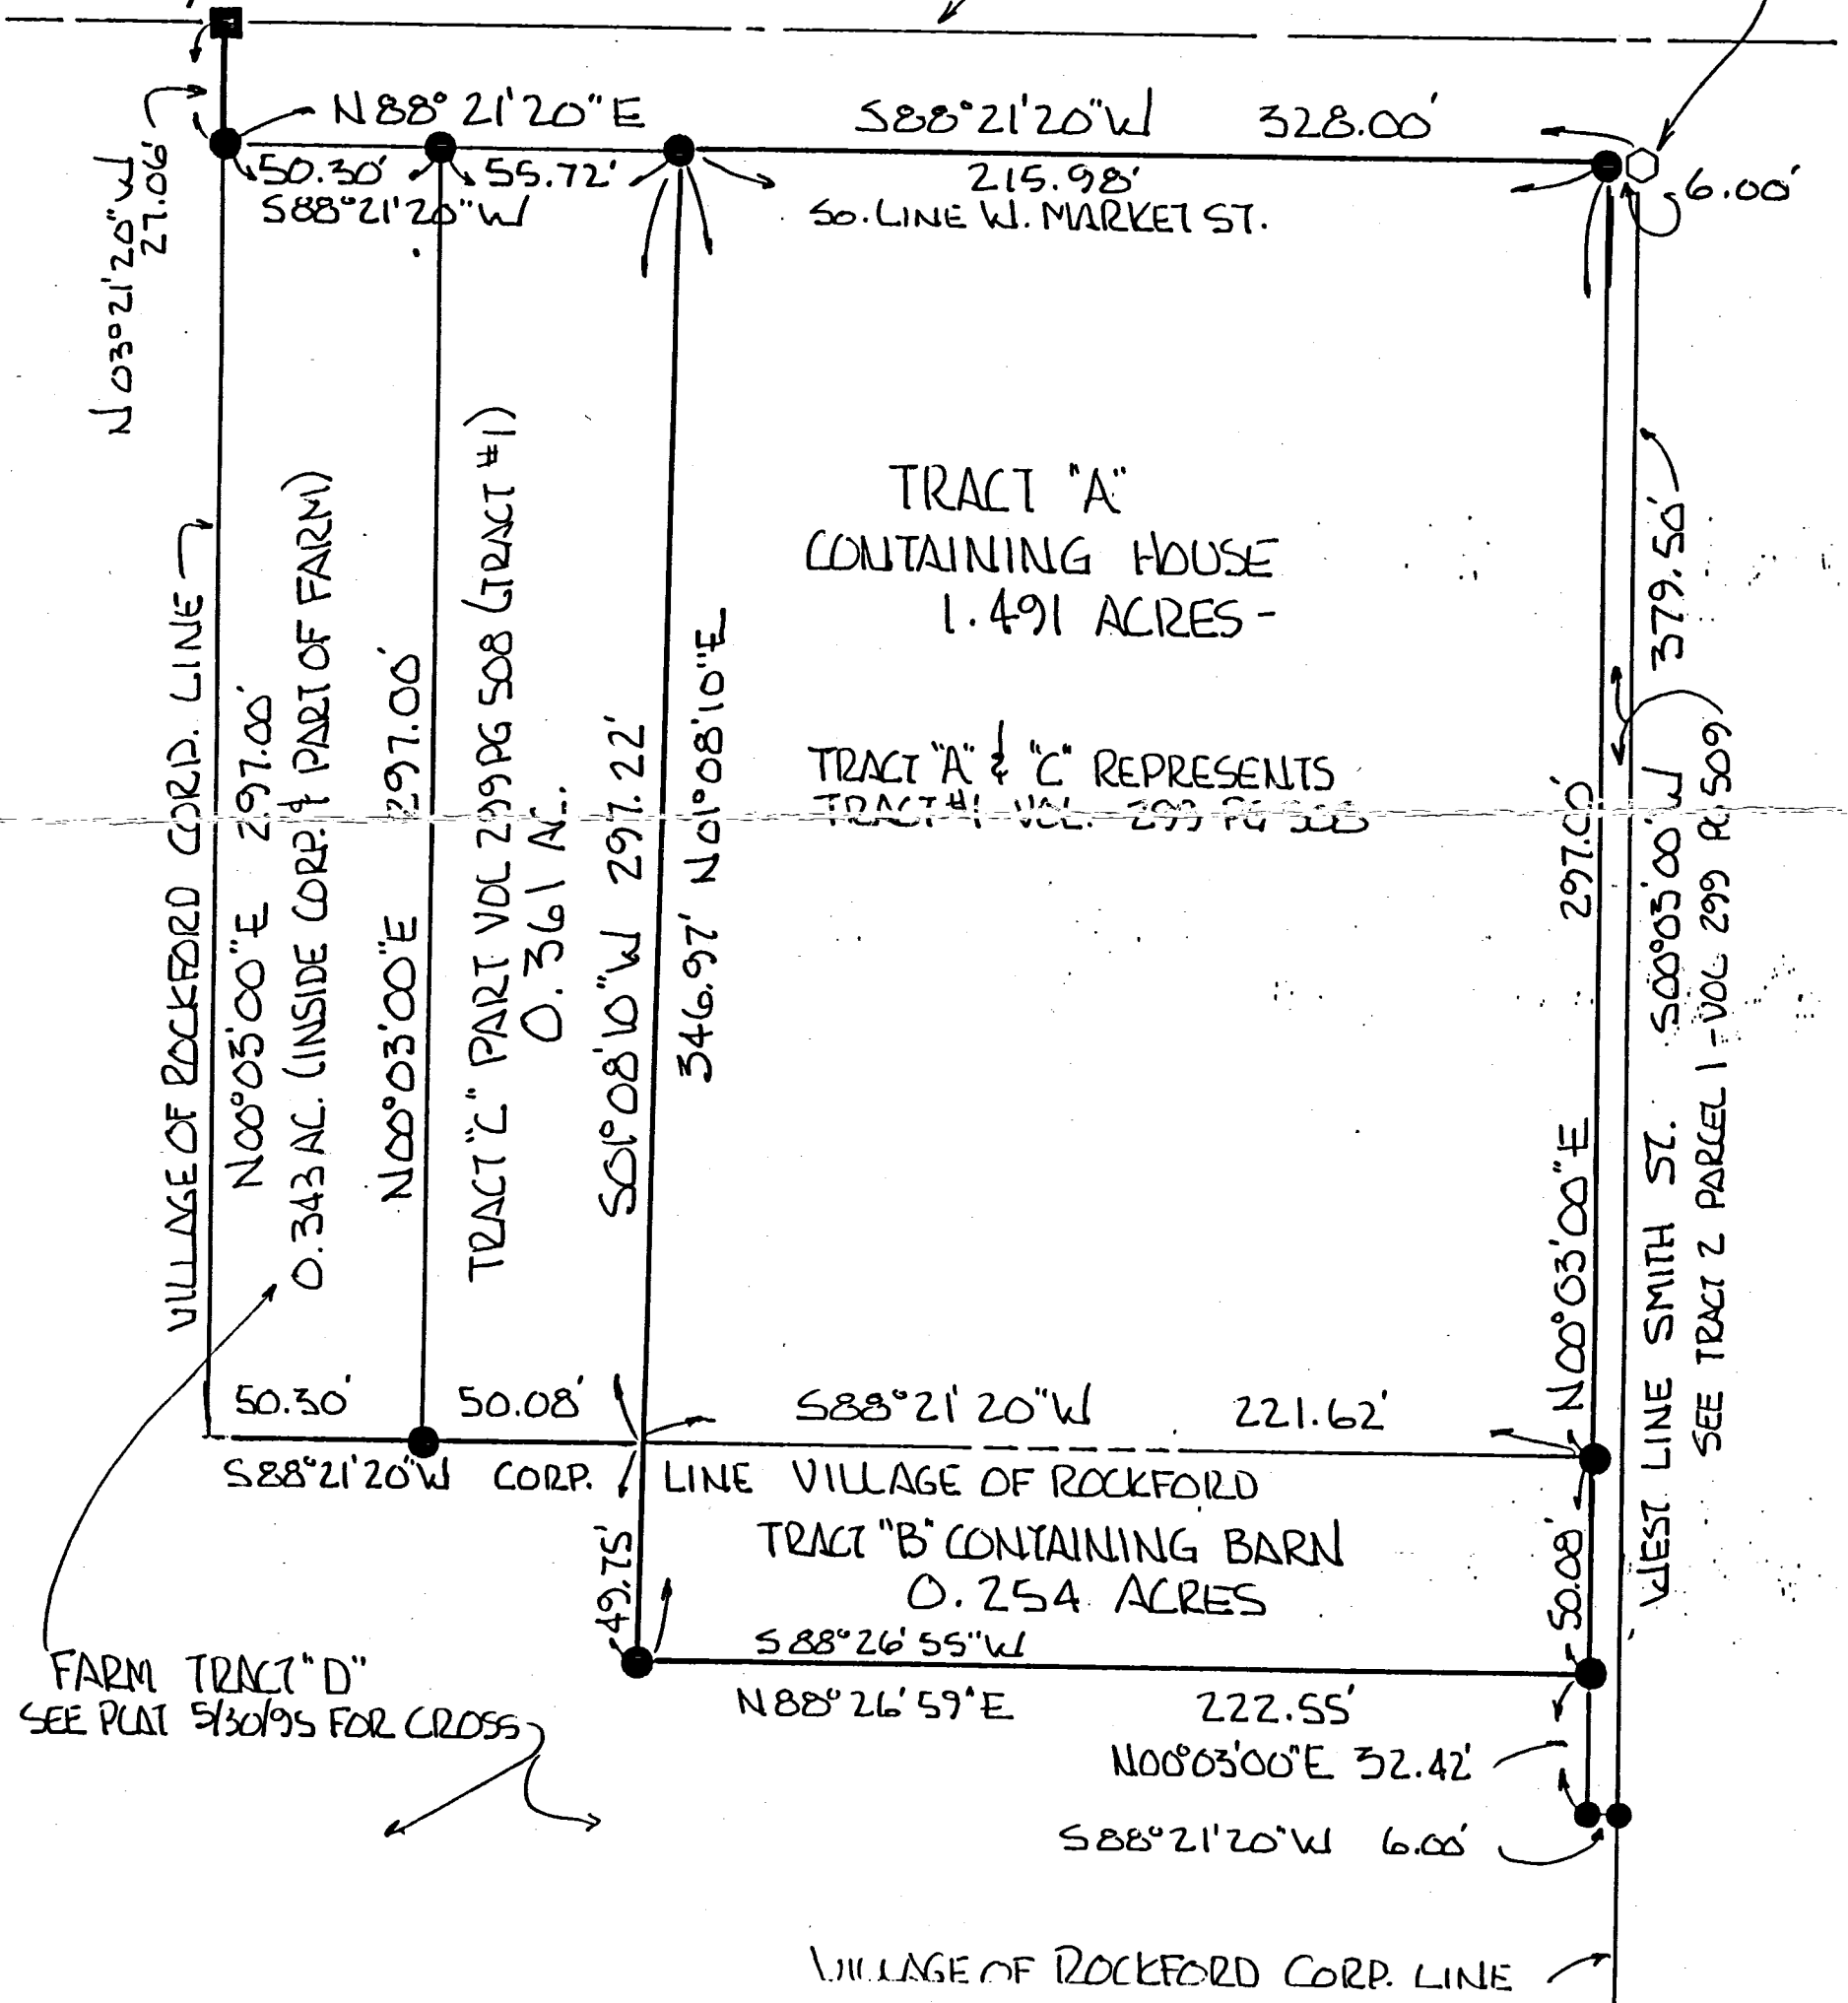 N88°21'20"E
S88°21'20"W 328.00'
50.30' 55.72'
S88°21'20"W
215.98'
SO. LINE W. MARKET ST.
6.00'
N03°21'20"W
27.06'
TRACT "A"
CONTAINING HOUSE
1.491 ACRES -
TRACT "A" & "C" REPRESENTS
TRACT #1 VOL. 299 PG 508
VILLAGE OF ROCKFORD CORP. LINE
N00°03'00"E 297.00'
0.343 AC. (INSIDE CORP. & PART OF FARM)
N00°03'00"E 297.00'
TRACT "C" PART VOL 299 PG 508 (TRACT #1)
0.361 AC.
S01°08'10"W 297.22'
346.97' N01°08'10"E
N00°03'00"E 297.0'
WEST LINE SMITH ST. S00°03'00"W 379.50'
SEE TRACT 2 PARCEL 1 - VOL 299 PG 509
50.30' 50.08'
S88°21'20"W 221.62'
S88°21'20"W CORP. LINE VILLAGE OF ROCKFORD
TRACT "B" CONTAINING BARN
0.254 ACRES
49.75'
50.08'
S88°26'55"W
N88°26'59"E 222.55'
FARM TRACT "D"
SEE PLAT 5/30/95 FOR CROSS
N00°03'00"E 32.42'
S88°21'20"W 6.00'
VILLAGE OF ROCKFORD CORP. LINE